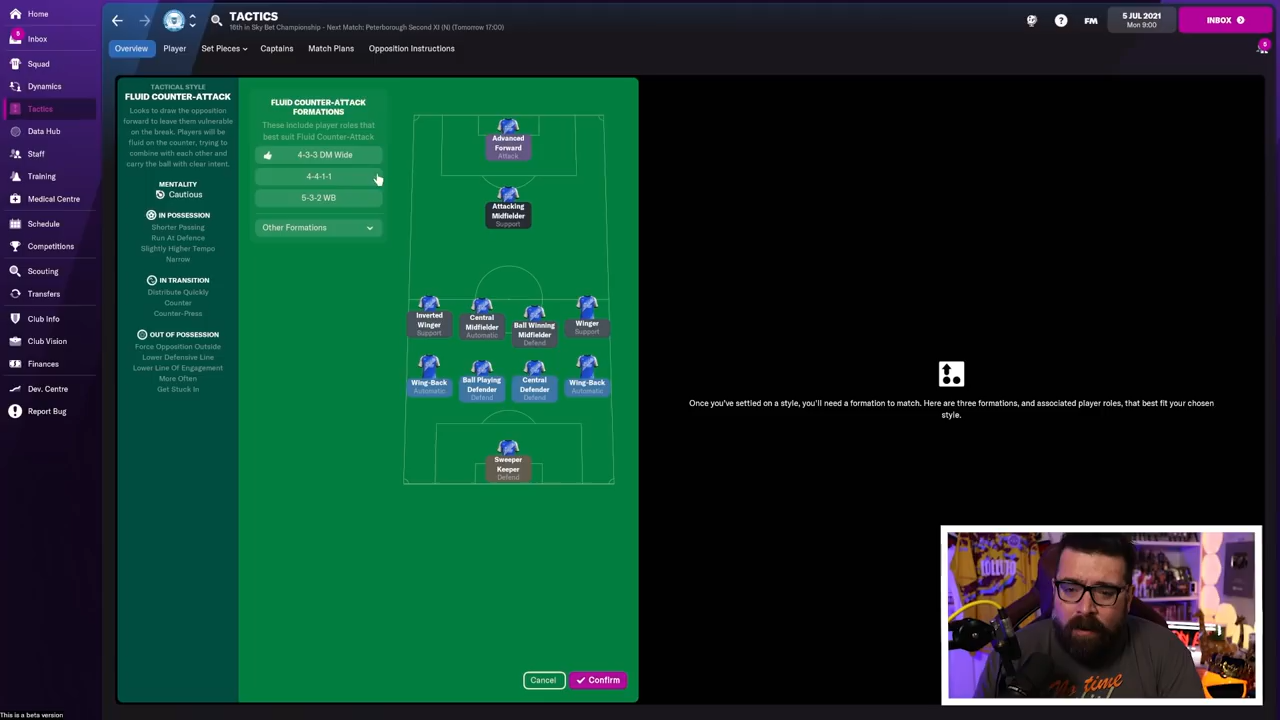 TACTICS
16th in Sky Bet Championship - Next Match: Peterborough Second XI (N) (Tomorrow 17:00)
FM
5 JUL 2021
Mon 9:00
INBOX
Overview
Player
Set Pieces
Captains
Match Plans
Opposition Instructions
5
Home
5
Inbox
Squad
Dynamics
Tactics
Data Hub
Staff
Training
Medical Centre
Schedule
Competitions
Scouting
Transfers
Club Info
Club Vision
Finances
Dev. Centre
Report Bug
This is a beta version
TACTICAL STYLE
FLUID COUNTER-ATTACK
Looks to draw the opposition
forward to leave them vulnerable
on the break. Players will be
fluid on the counter, trying
to combine with each other and
carry the ball with clear intent.
MENTALITY
Cautious
IN POSSESSION
Shorter Passing
Run At Defence
Slightly Higher Tempo
Narrow
IN TRANSITION
Distribute Quickly
Counter
Counter-Press
OUT OF POSSESSION
Force Opposition Outside
Lower Defensive Line
Lower Line Of Engagement
More Often
Get Stuck In
FLUID COUNTER-ATTACK
FORMATIONS
These include player roles that
best suit Fluid Counter-Attack
4-3-3 DM Wide
4-4-1-1
5-3-2 WB
Other Formations
Advanced
Forward
Attack
Attacking
Midfielder
Support
Inverted
Winger
Support
Central
Midfielder
Automatic
Ball Winning
Midfielder
Defend
Winger
Support
Wing-Back
Automatic
Ball Playing
Defender
Defend
Central
Defender
Defend
Wing-Back
Automatic
Sweeper
Keeper
Defend
Cancel
Confirm
Once you've settled on a style, you'll need a formation to match. Here are three formations, and associated player roles, that best fit your chosen
style.
No time